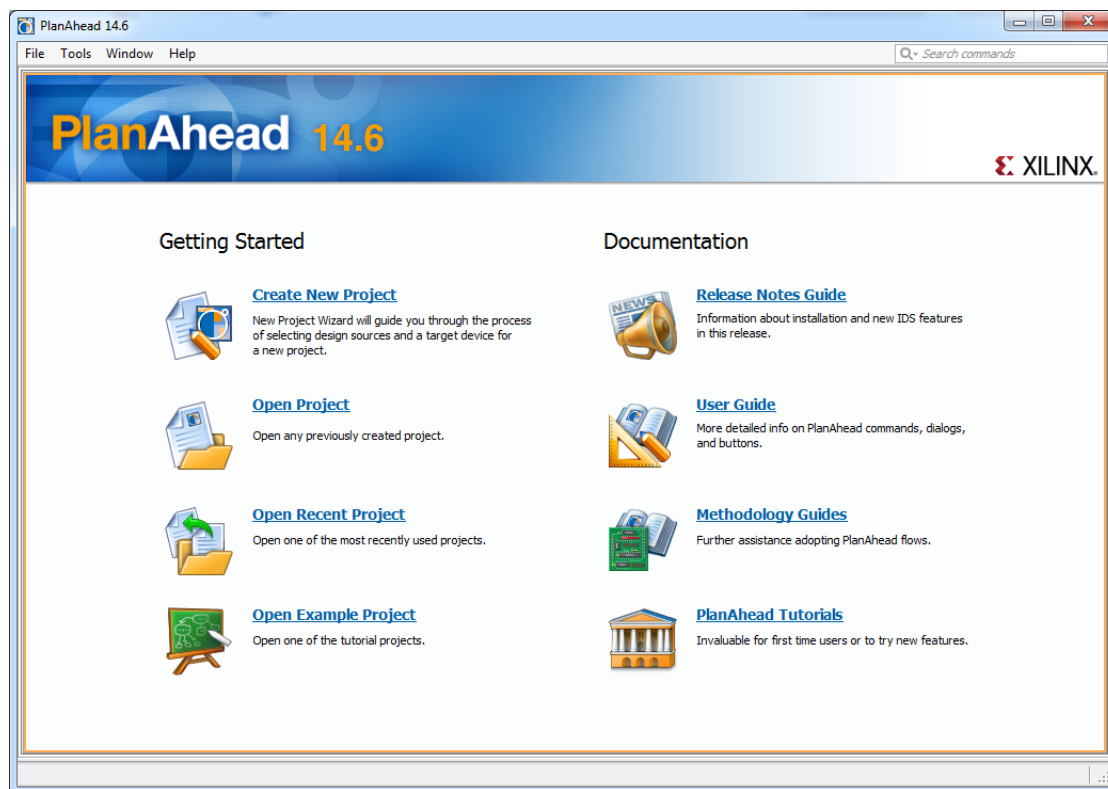 PlanAhead 14.6
File Tools Window Help
Search commands
PlanAhead 14.6
XILINX.
Getting Started
Create New Project
New Project Wizard will guide you through the process
of selecting design sources and a target device for
a new project.
Open Project
Open any previously created project.
Open Recent Project
Open one of the most recently used projects.
Open Example Project
Open one of the tutorial projects.
Documentation
NEWS
Release Notes Guide
Information about installation and new IDS features
in this release.
User Guide
More detailed info on PlanAhead commands, dialogs,
and buttons.
Methodology Guides
Further assistance adopting PlanAhead flows.
PlanAhead Tutorials
Invaluable for first time users or to try new features.